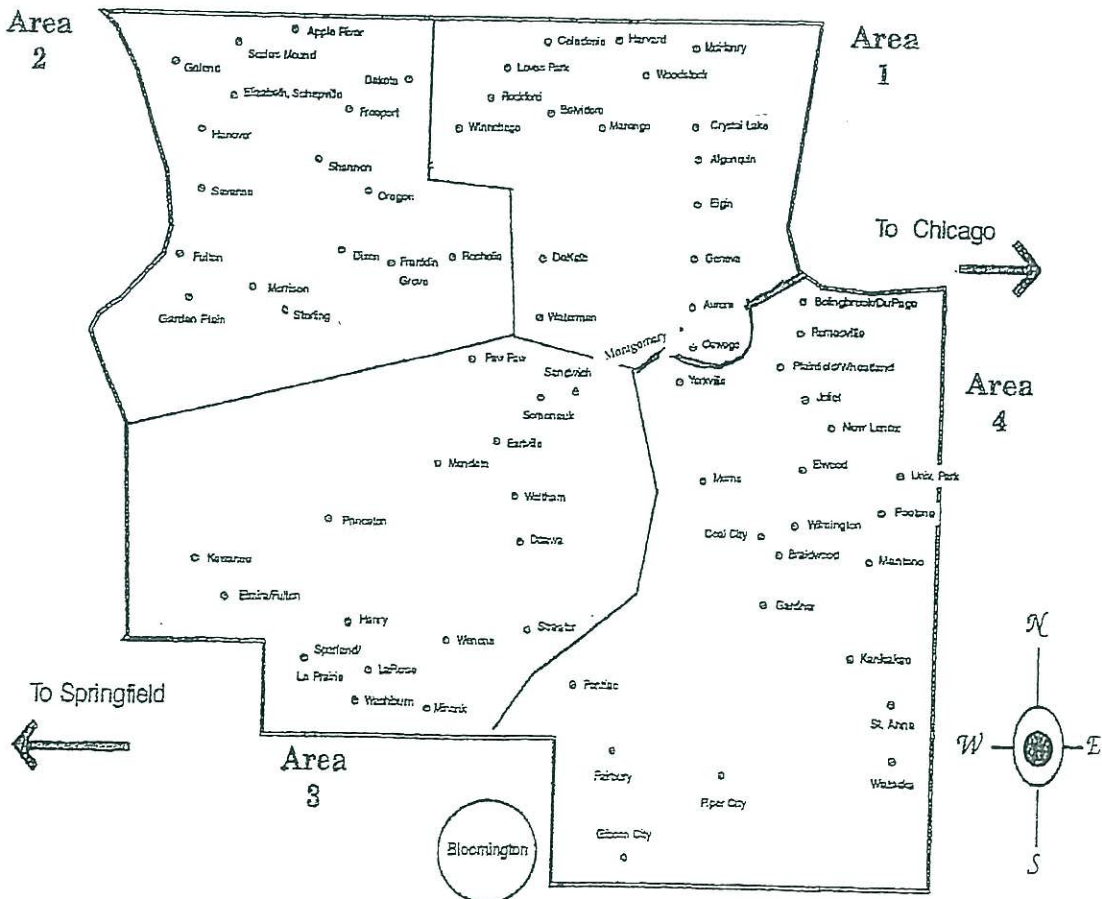 Area
2
Apple River
Scales Mound
Galena
Dakota
Elizabeth, Schapville
Freeport
Hanover
Shannon
Savanna
Oregon
Fulton
Dixon
Franklin
Grove
Rochelle
Morrison
Garden Plain
Sterling
Area
1
Caledonia
Harvard
McHenry
Loves Park
Woodstock
Rockford
Belvidere
Winnebago
Marengo
Crystal Lake
Algonquin
Elgin
DeKalb
Geneva
Waterman
Aurora
Montgomery
Oswego
To Chicago
Area
4
Bolingbrook/DuPage
Romeoville
Plainfield/Wheatland
Yorkville
Joliet
New Lenox
Elwood
Univ. Park
Morris
Peotone
Wilmington
Coal City
Braidwood
Manteno
Gardner
Kankakee
Pontiac
St. Anne
Fairbury
Watseka
Piper City
Gibson City
Paw Paw
Sandwich
Somonauk
Earlville
Mendota
Waltham
Princeton
Ottawa
Kewanee
Elmira/Fulton
Henry
Streator
Wenona
Sparland/
La Prairie
LaRose
Washburn
Minonk
Area
3
To Springfield
Bloomington
N
W
E
S